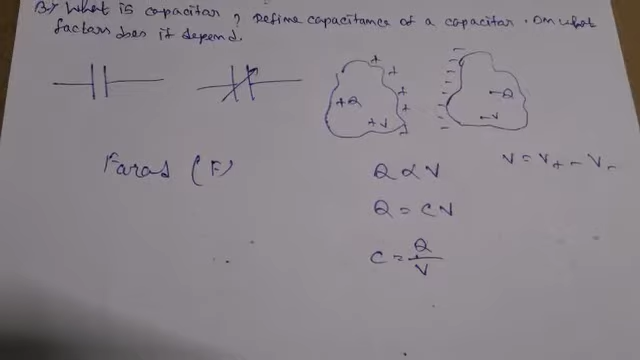 B.y What is capacitor, Define capacitance of a capacitor. On what
factors does it depend.
+Q
+V
-Q
-V
Farad (F)
Q ∝ V
V = V+ - V-
Q = CV
C = Q/V